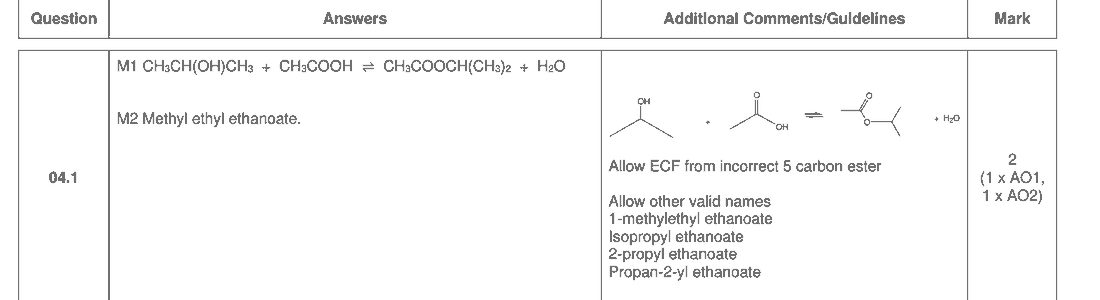 Question Answers Additional Comments/Guidelines Mark
M1 CH₃CH(OH)CH₃ + CH₃COOH ⇌ CH₃COOCH(CH₃)₂ + H₂O
M2 Methyl ethyl ethanoate.
OH
+
O
OH
⇌
O
O
+ H₂O
Allow ECF from incorrect 5 carbon ester
Allow other valid names
1-methylethyl ethanoate
Isopropyl ethanoate
2-propyl ethanoate
Propan-2-yl ethanoate
04.1
2
(1 x AO1,
1 x AO2)